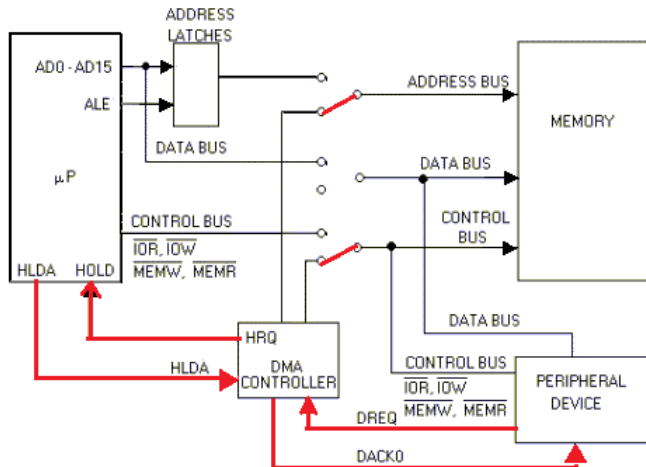 ADDRESS
LATCHES
AD0 - AD15
ALE
ADDRESS BUS
MEMORY
μP
DATA BUS
DATA BUS
CONTROL BUS
CONTROL
BUS
IOR, IOW
MEMW, MEMR
HLDA
HOLD
HRQ
DATA BUS
HLDA
DMA
CONTROLLER
CONTROL BUS
IOR, IOW
MEMW, MEMR
PERIPHERAL
DEVICE
DREQ
DACK0